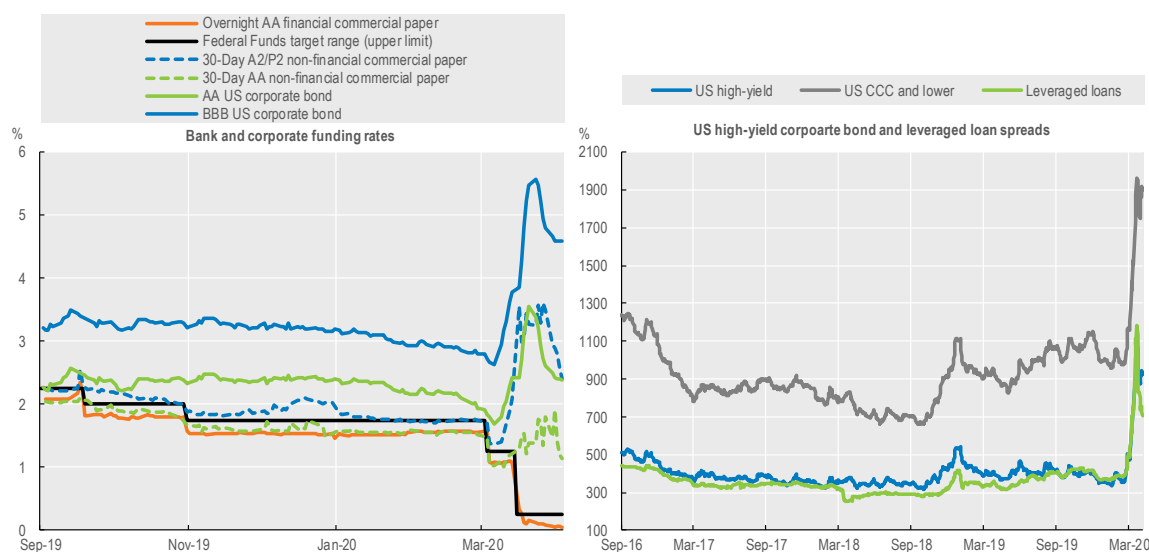 Overnight AA financial commercial paper
Federal Funds target range (upper limit)
30-Day A2/P2 non-financial commercial paper
30-Day AA non-financial commercial paper
AA US corporate bond
BBB US corporate bond
% Bank and corporate funding rates
6
5
4
3
2
1
0
Sep-19 Nov-19 Jan-20 Mar-20
US high-yield US CCC and lower Leveraged loans
% US high-yield corpoarte bond and leveraged loan spreads
2100
1900
1700
1500
1300
1100
900
700
500
300
100
Sep-16 Mar-17 Sep-17 Mar-18 Sep-18 Mar-19 Sep-19 Mar-20